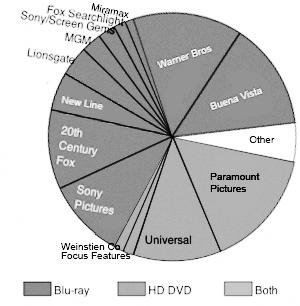 Miramax
Fox Searchlight
Sony/Screen Gems
MGM
Lionsgate
New Line
20th
Century
Fox
Sony
Pictures
Weinstien Co
Focus Features
Universal
Paramount
Pictures
Other
Buena Vista
Warner Bros
Blu-ray
HD DVD
Both